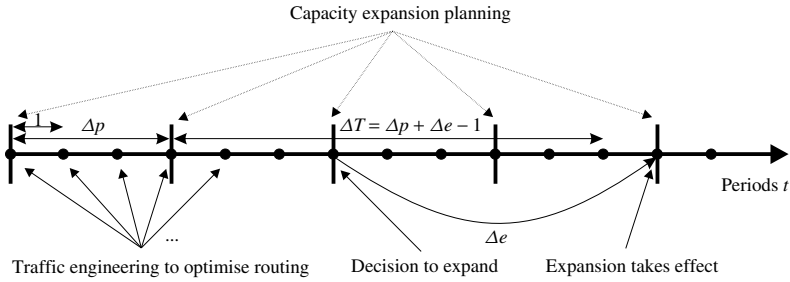 Capacity expansion planning
1
Δp
ΔT = Δp + Δe − 1
Periods t
...
Δe
Traffic engineering to optimise routing
Decision to expand
Expansion takes effect